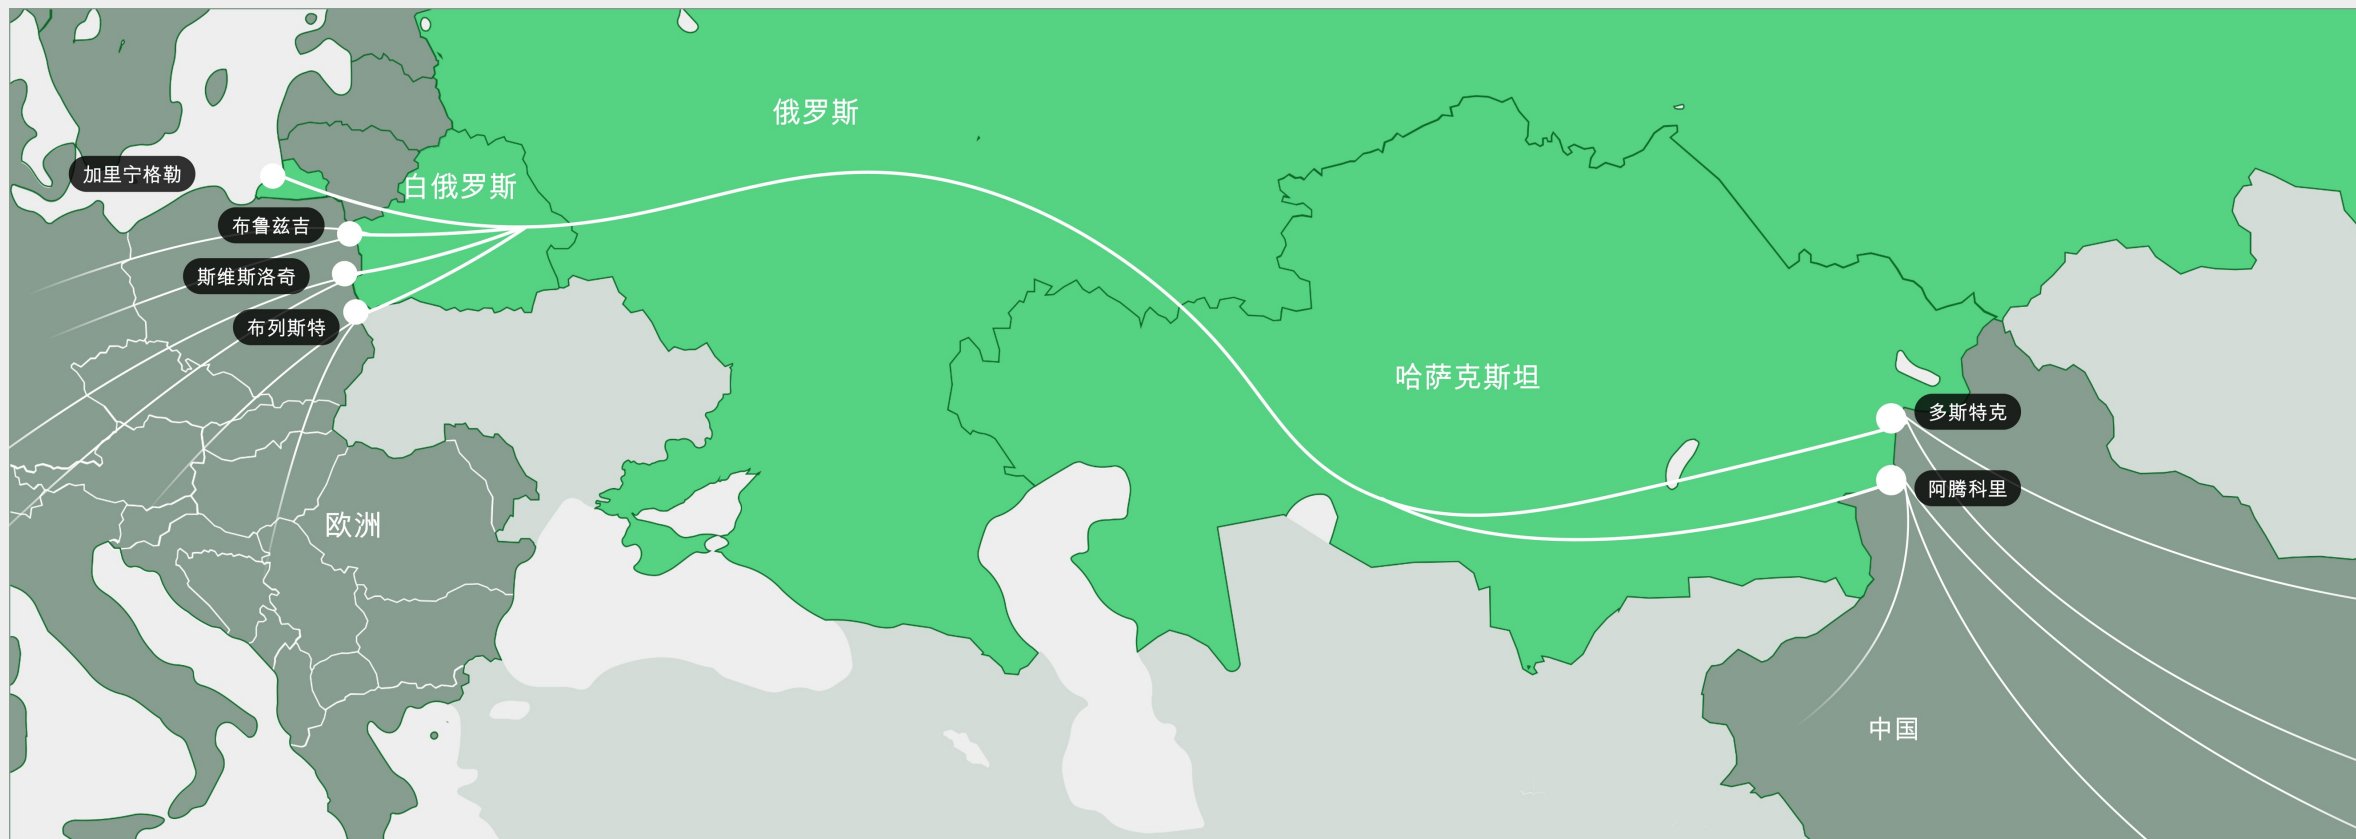 俄罗斯
加里宁格勒
白俄罗斯
布鲁兹吉
斯维斯洛奇
布列斯特
哈萨克斯坦
多斯特克
阿腾科里
欧洲
中国